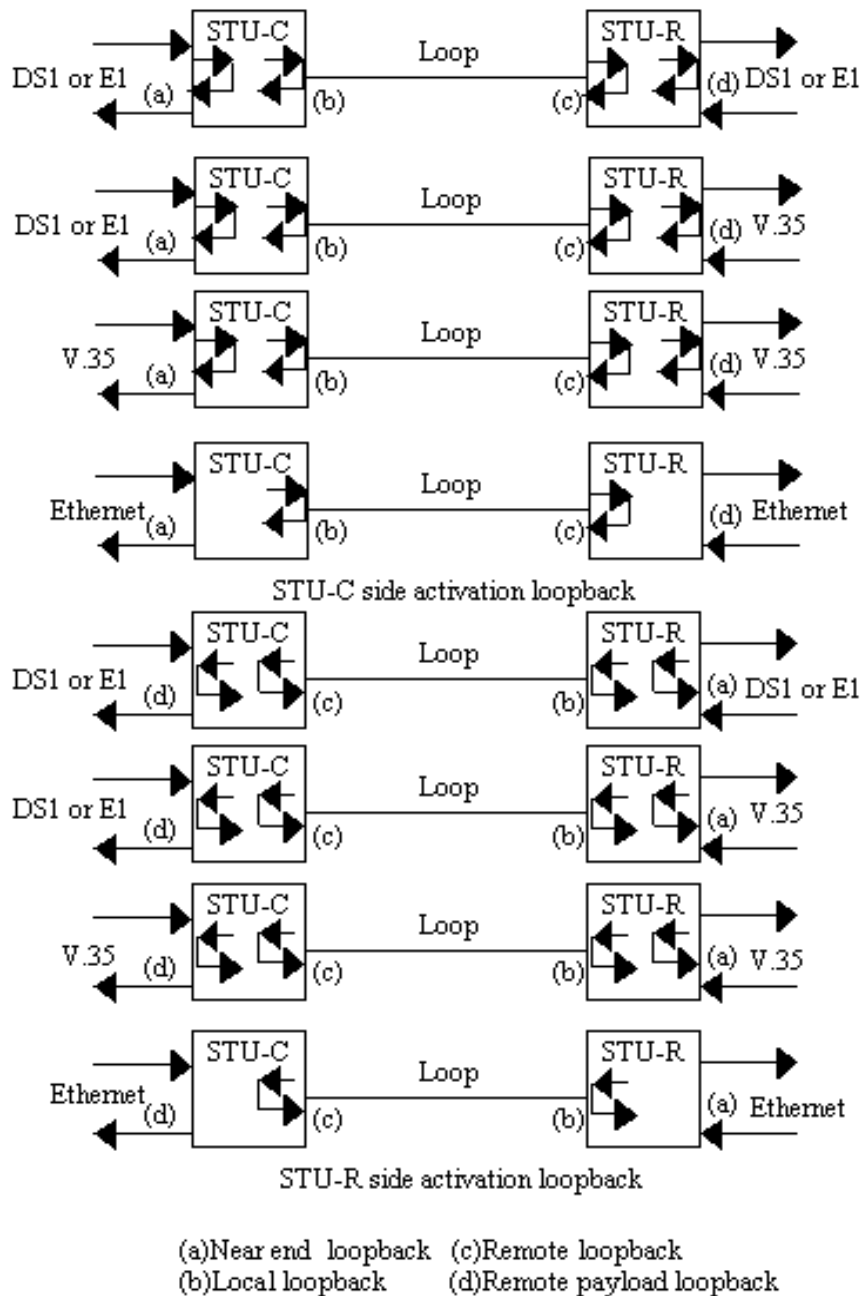 STU-C STU-R
Loop
DS1 or E1 (a) (b) (c) (d) DS1 or E1
STU-C STU-R
Loop
DS1 or E1 (a) (b) (c) (d) V.35
STU-C STU-R
Loop
V.35 (a) (b) (c) (d) V.35
STU-C STU-R
Loop
Ethernet (a) (b) (c) (d) Ethernet
STU-C side activation loopback
STU-C STU-R
Loop
DS1 or E1 (d) (c) (b) (a) DS1 or E1
STU-C STU-R
Loop
DS1 or E1 (d) (c) (b) (a) V.35
STU-C STU-R
Loop
V.35 (d) (c) (b) (a) V.35
STU-C STU-R
Loop
Ethernet (d) (c) (b) (a) Ethernet
STU-R side activation loopback
(a)Near end loopback (c)Remote loopback
(b)Local loopback (d)Remote payload loopback